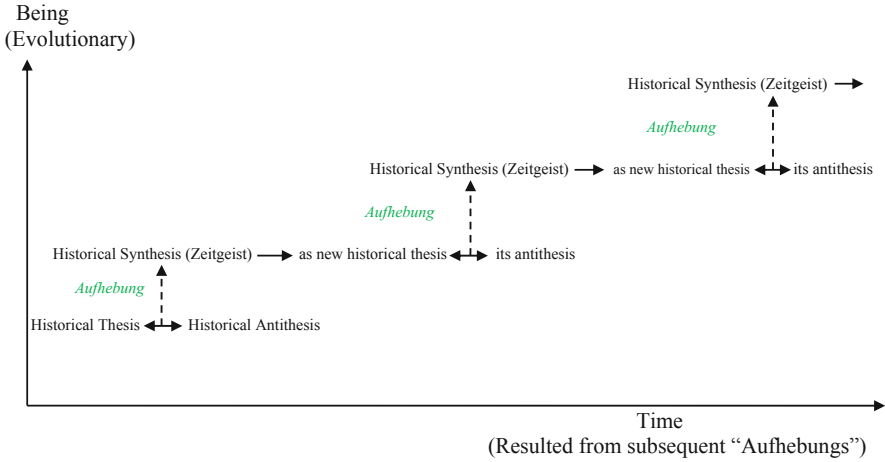 Being
(Evolutionary)
Historical Synthesis (Zeitgeist)
Aufhebung
Historical Synthesis (Zeitgeist) as new historical thesis its antithesis
Aufhebung
Historical Synthesis (Zeitgeist) as new historical thesis its antithesis
Aufhebung
Historical Thesis Historical Antithesis
Time
(Resulted from subsequent “Aufhebungs”)